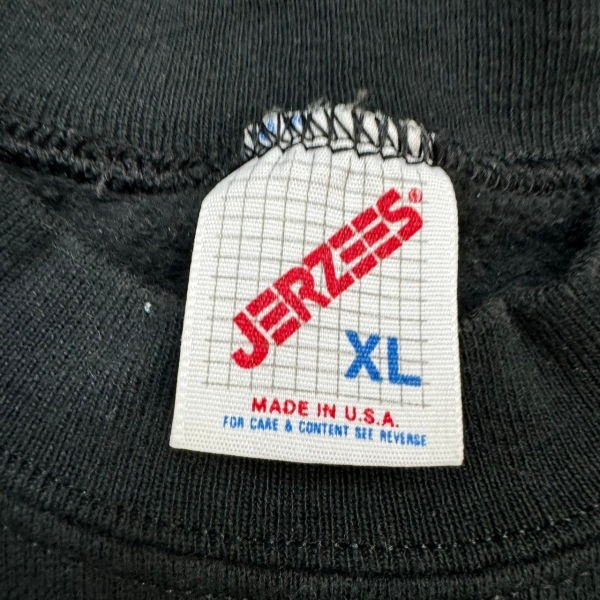 JERZEES®
XL
MADE IN U.S.A.
FOR CARE & CONTENT SEE REVERSE